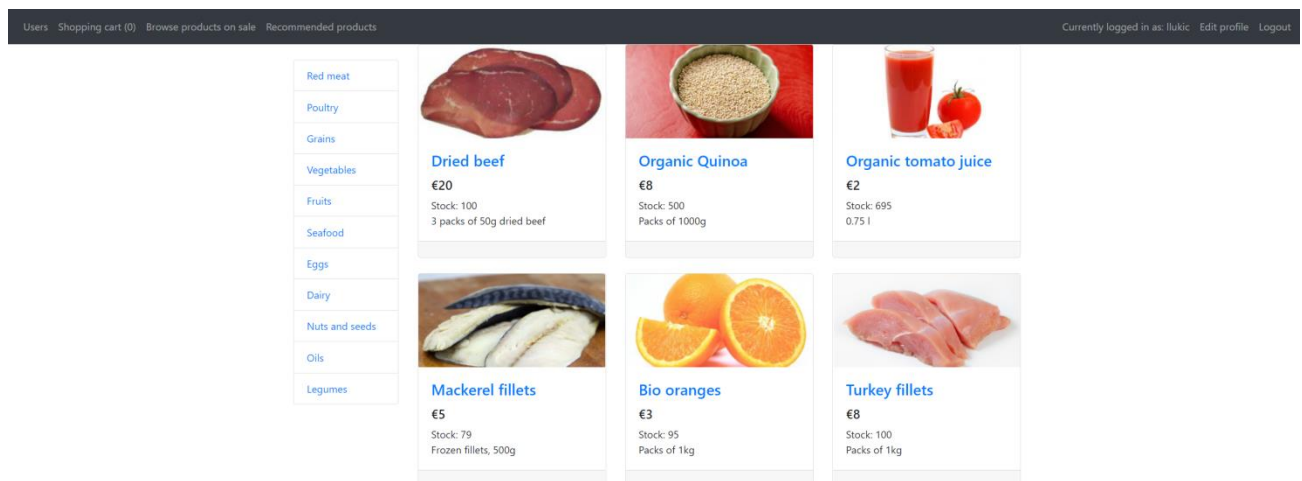 Users Shopping cart (0) Browse products on sale Recommended products Currently logged in as: llukic Edit profile Logout
Red meat
Poultry
Grains
Vegetables
Fruits
Seafood
Eggs
Dairy
Nuts and seeds
Oils
Legumes
Dried beef
€20
Stock: 100
3 packs of 50g dried beef
Organic Quinoa
€8
Stock: 500
Packs of 1000g
Organic tomato juice
€2
Stock: 695
0.75 l
Mackerel fillets
€5
Stock: 79
Frozen fillets, 500g
Bio oranges
€3
Stock: 95
Packs of 1kg
Turkey fillets
€8
Stock: 100
Packs of 1kg